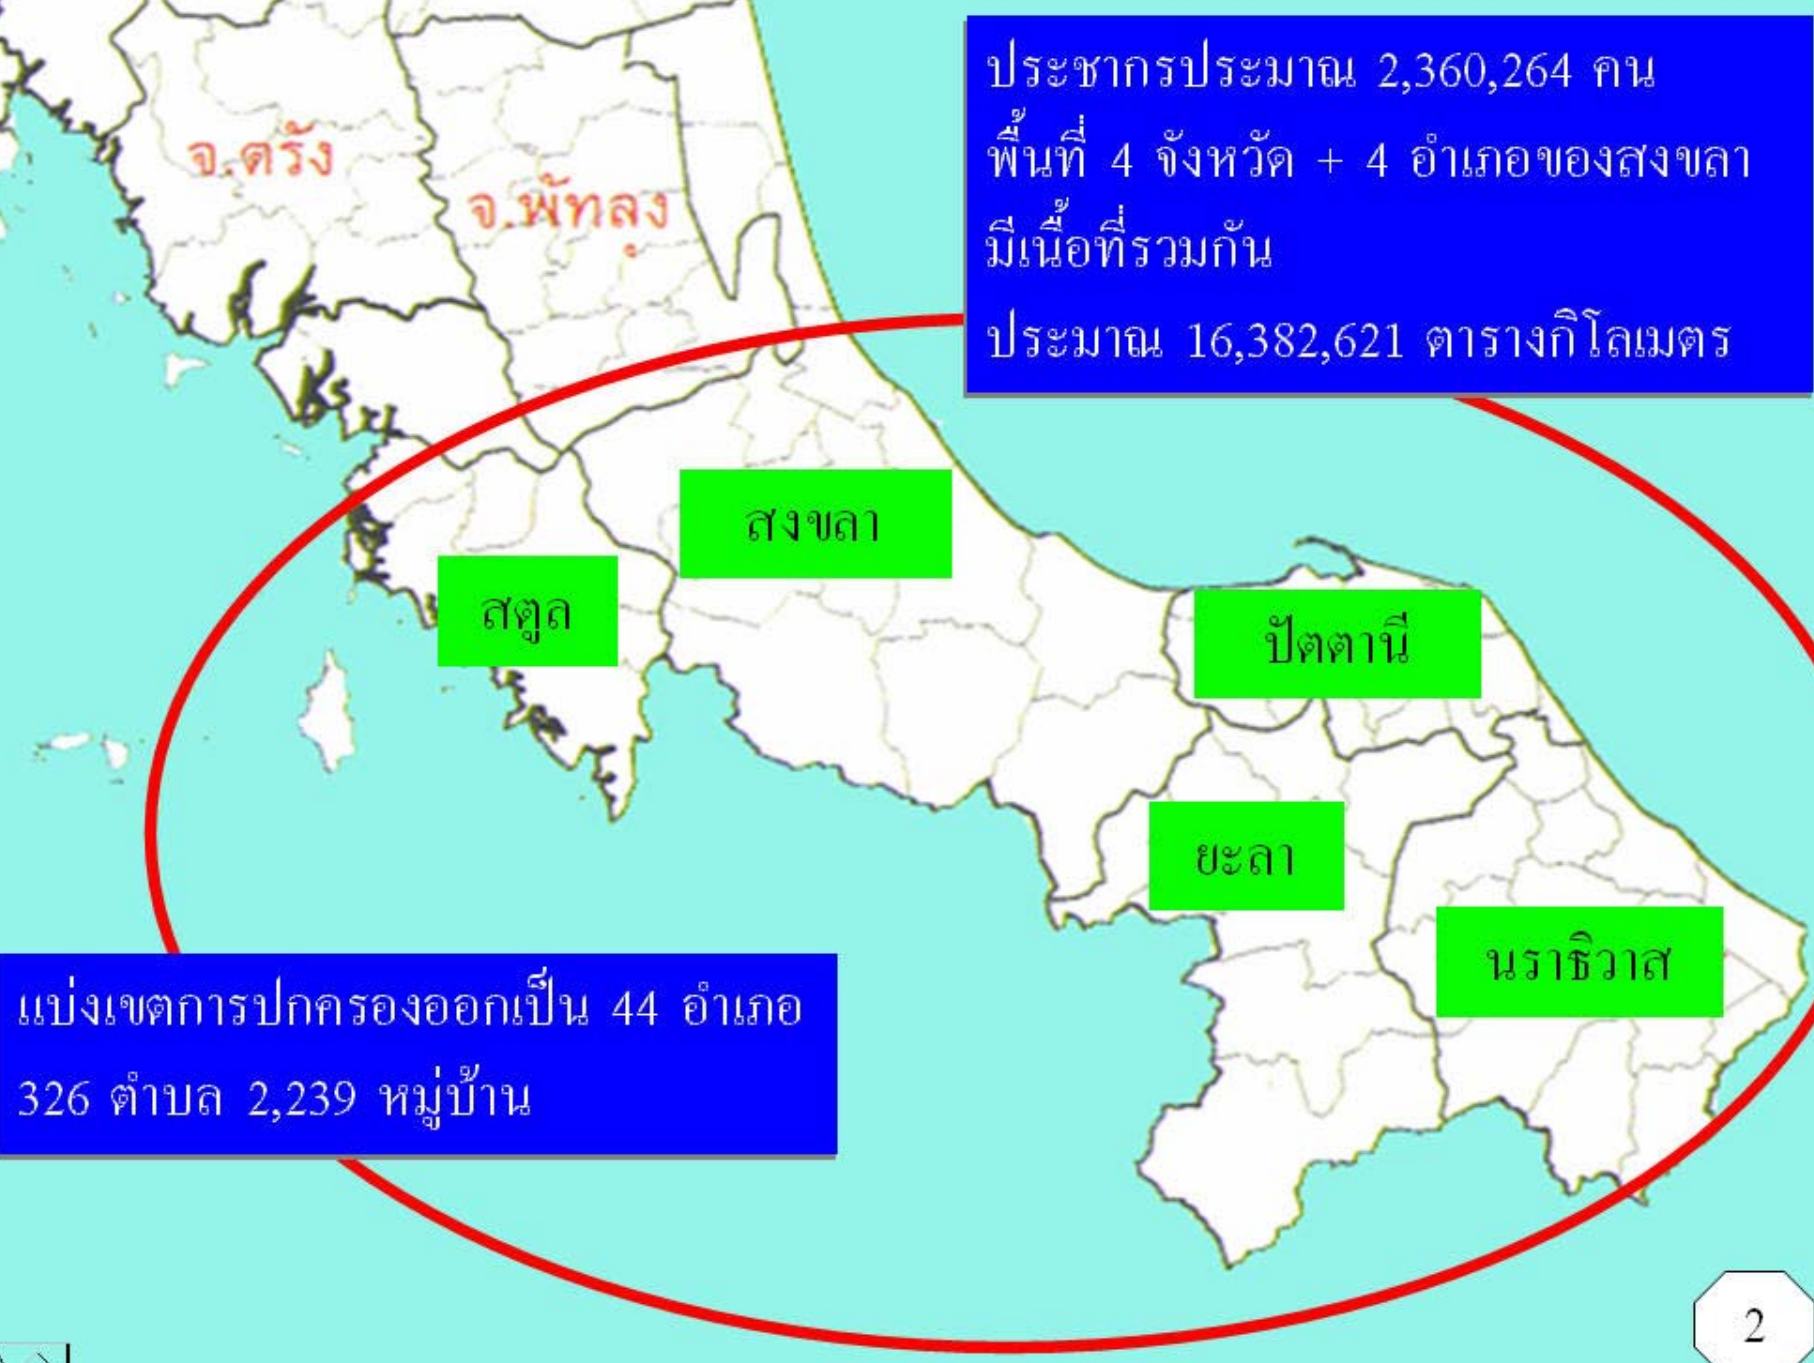 ประชากรประมาณ 2,360,264 คน
พื้นที่ 4 จังหวัด + 4 อำเภอของสงขลา
มีเนื้อที่รวมกัน
ประมาณ 16,382,621 ตารางกิโลเมตร
จ.ตรัง
จ.พัทลุง
สงขลา
สตูล
ปัตตานี
ยะลา
นราธิวาส
แบ่งเขตการปกครองออกเป็น 44 อำเภอ
326 ตำบล 2,239 หมู่บ้าน
2